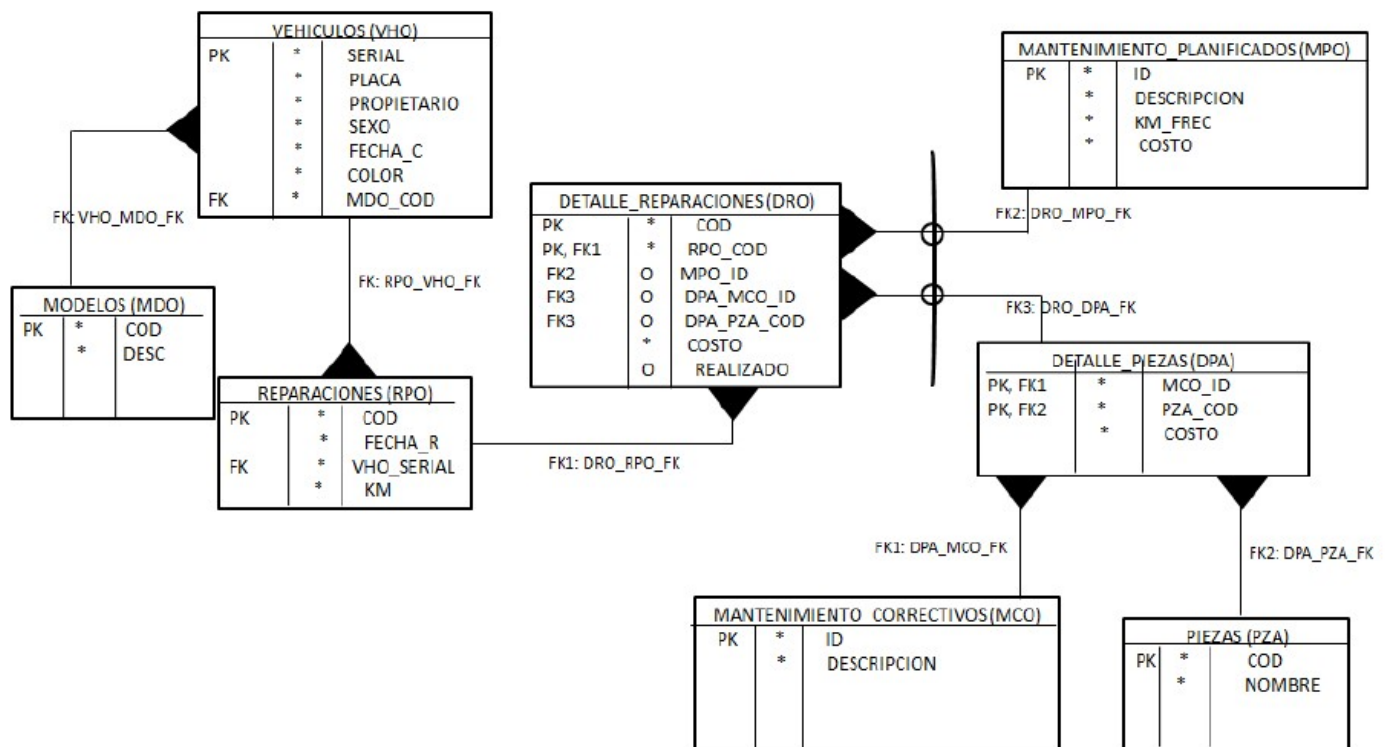 VEHICULOS (VHO)
PK * SERIAL
* PLACA
* PROPIETARIO
* SEXO
* FECHA_C
* COLOR
FK * MDO_COD
FK: VHO_MDO_FK
FK: RPO_VHO_FK
MODELOS (MDO)
PK * COD
* DESC
REPARACIONES (RPO)
PK * COD
* FECHA_R
FK * VHO_SERIAL
* KM
FK1: DRO_RPO_FK
DETALLE_REPARACIONES (DRO)
PK * COD
PK, FK1 * RPO_COD
FK2 O MPO_ID
FK3 O DPA_MCO_ID
FK3 O DPA_PZA_COD
* COSTO
O REALIZADO
MANTENIMIENTO_PLANIFICADOS (MPO)
PK * ID
* DESCRIPCION
* KM_FREC
* COSTO
FK2: DRO_MPO_FK
FK3: DRO_DPA_FK
DETALLE_PIEZAS (DPA)
PK, FK1 * MCO_ID
PK, FK2 * PZA_COD
* COSTO
FK1: DPA_MCO_FK
FK2: DPA_PZA_FK
MANTENIMIENTO CORRECTIVOS (MCO)
PK * ID
* DESCRIPCION
PIEZAS (PZA)
PK * COD
* NOMBRE